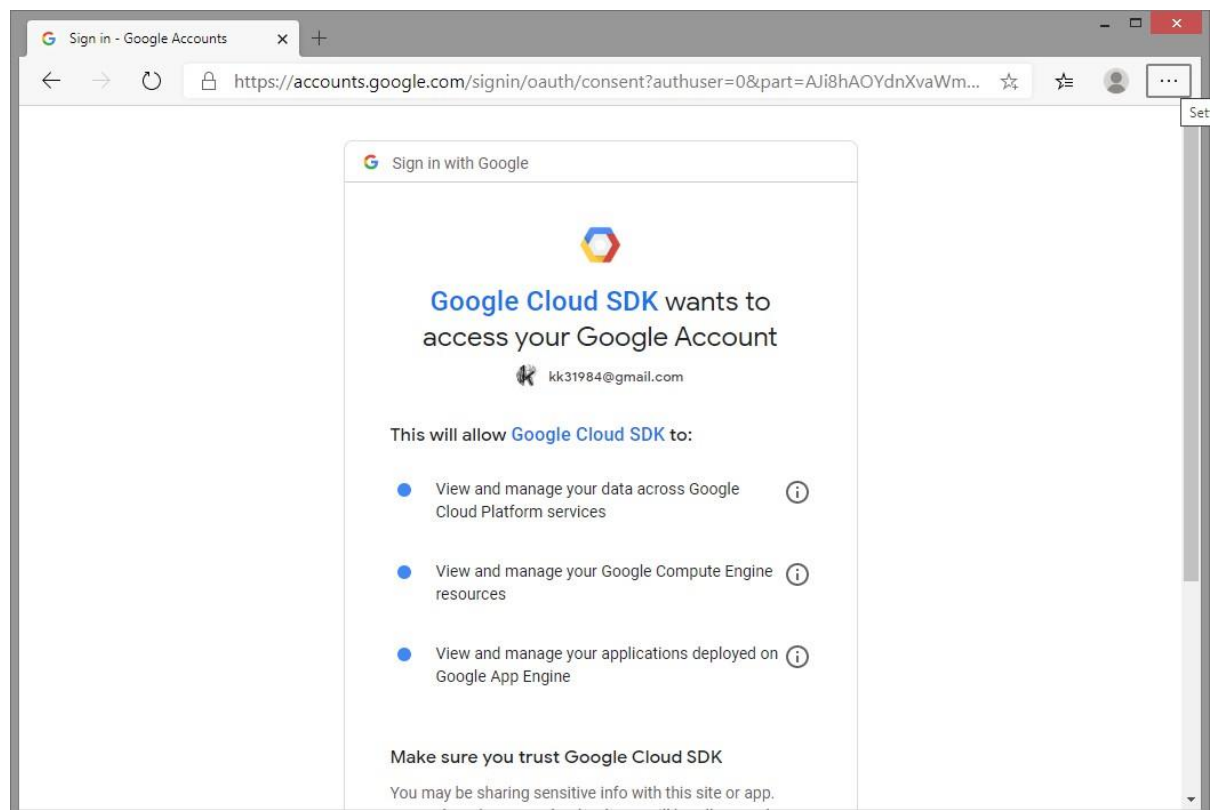 Sign in - Google Accounts
https://accounts.google.com/signin/oauth/consent?authuser=0&part=AJi8hAOYdnXvaWm...
Set
Sign in with Google
Google Cloud SDK wants to
access your Google Account
kk31984@gmail.com
This will allow Google Cloud SDK to:
View and manage your data across Google
Cloud Platform services
View and manage your Google Compute Engine
resources
View and manage your applications deployed on
Google App Engine
Make sure you trust Google Cloud SDK
You may be sharing sensitive info with this site or app.